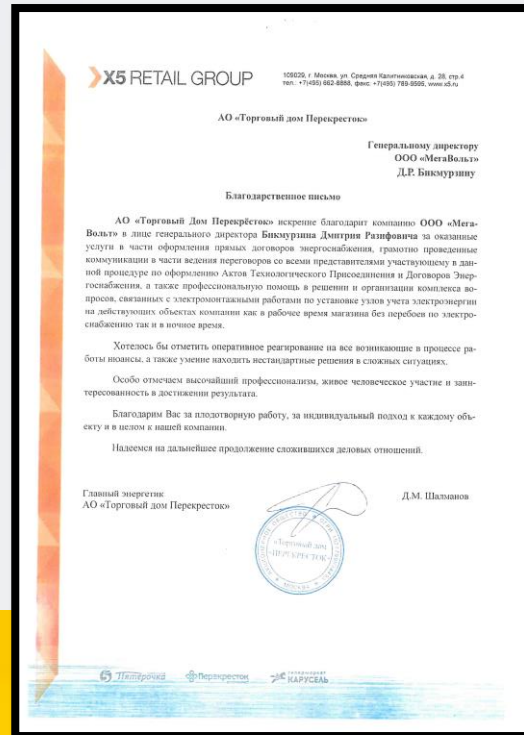 X5 RETAIL GROUP
109029, г. Москва, ул. Средняя Калитниковская, д. 28, стр.4
тел.: +7(495) 662-8888, факс: +7(495) 789-9595, www.x5.ru
АО «Торговый дом Перекресток»
Генеральному директору
ООО «МегаВольт»
Д.Р. Бикмурзину
Благодарственное письмо
АО «Торговый Дом Перекрёсток» искренне благодарит компанию ООО «Мега-
Вольт» в лице генерального директора Бикмурзина Дмитрия Разифовича за оказанные
услуги в части оформления прямых договоров энергоснабжения, грамотно проведенные
коммуникации в части ведения переговоров со всеми представителями участвующему в дан-
ной процедуре по оформлению Актов Технологического Присоединения и Договоров Энер-
госнабжения, а также профессиональную помощь в решении и организации комплекса во-
просов, связанных с электромонтажными работами по установке узлов учета электроэнергии
на действующих объектах компании как в рабочее время магазина без перебоев по электро-
снабжению так и в ночное время.
Хотелось бы отметить оперативное реагирование на все возникающие в процессе ра-
боты нюансы, а также умение находить нестандартные решения в сложных ситуациях.
Особо отмечаем высочайший профессионализм, живое человеческое участие и заин-
тересованность в достижении результата.
Благодарим Вас за плодотворную работу, за индивидуальный подход к каждому объ-
екту и в целом к нашей компании.
Надеемся на дальнейшее продолжение сложившихся деловых отношений.
Главный энергетик
АО «Торговый дом Перекресток»
Д.М. Шалманов
«Торговый дом
«ПЕРЕКРЕСТОК»
Пятёрочка Перекресток КАРУСЕЛЬ